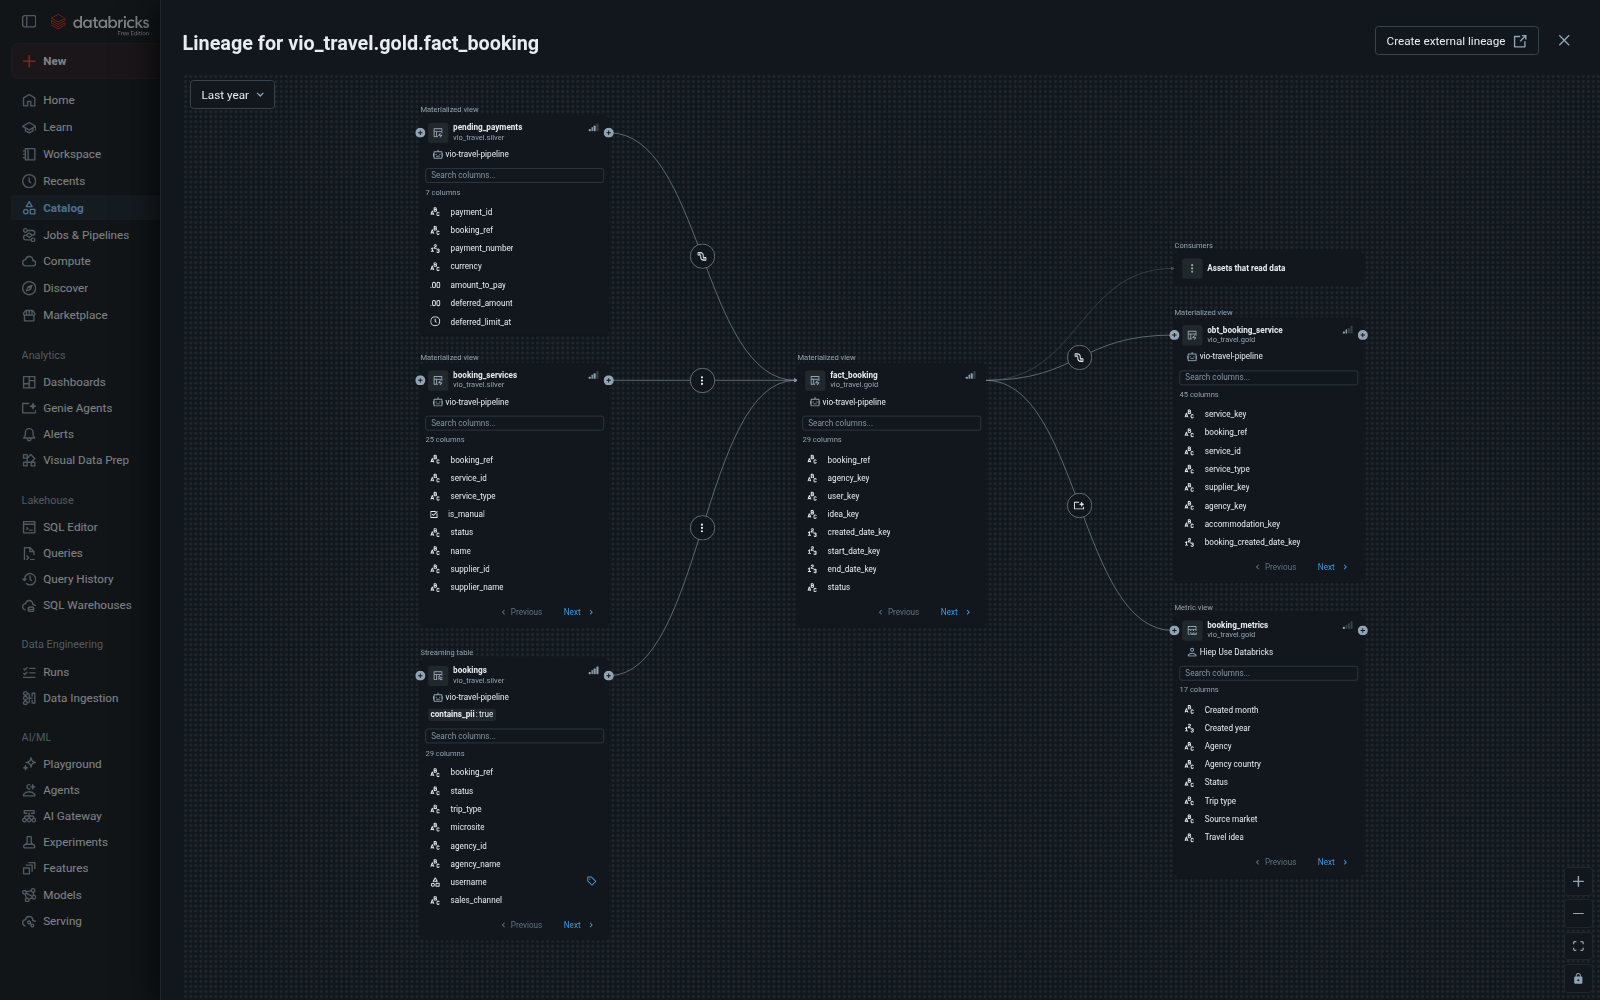 databricks
Free Edition
New
Home
Learn
Workspace
Recents
Catalog
Jobs & Pipelines
Compute
Discover
Marketplace
Analytics
Dashboards
Genie Agents
Alerts
Visual Data Prep
Lakehouse
SQL Editor
Queries
Query History
SQL Warehouses
Data Engineering
Runs
Data Ingestion
AI/ML
Playground
Agents
AI Gateway
Experiments
Features
Models
Serving
Lineage for vio_travel.gold.fact_booking
Create external lineage
Last year
Materialized view
pending_payments
vio_travel.silver
vio-travel-pipeline
Search columns...
7 columns
payment_id
booking_ref
payment_number
currency
.00 amount_to_pay
.00 deferred_amount
deferred_limit_at
Materialized view
booking_services
vio_travel.silver
vio-travel-pipeline
Search columns...
25 columns
booking_ref
service_id
service_type
is_manual
status
name
supplier_id
supplier_name
Previous Next
Streaming table
bookings
vio_travel.silver
vio-travel-pipeline
contains_pii: true
Search columns...
29 columns
booking_ref
status
trip_type
microsite
agency_id
agency_name
username
sales_channel
Previous Next
Materialized view
fact_booking
vio_travel.gold
vio-travel-pipeline
Search columns...
29 columns
booking_ref
agency_key
user_key
idea_key
created_date_key
start_date_key
end_date_key
status
Previous Next
Consumers
Assets that read data
Materialized view
obt_booking_service
vio_travel.gold
vio-travel-pipeline
Search columns...
45 columns
service_key
booking_ref
service_id
service_type
supplier_key
agency_key
accommodation_key
booking_created_date_key
Previous Next
Metric view
booking_metrics
vio_travel.gold
Hiep Use Databricks
Search columns...
17 columns
Created month
Created year
Agency
Agency country
Status
Trip type
Source market
Travel idea
Previous Next